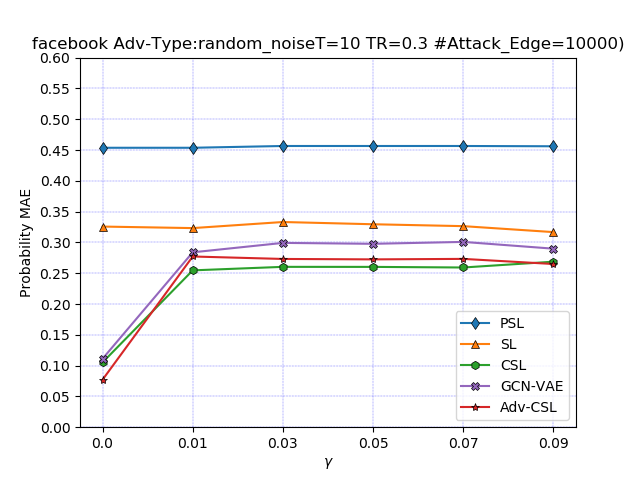 facebook Adv-Type:random_noiseT=10 TR=0.3 #Attack_Edge=10000)
0.60
0.55
0.50
0.45
0.40
0.35
0.30
0.25
0.20
0.15
0.10
0.05
0.00
Probability MAE
PSL
SL
CSL
GCN-VAE
Adv-CSL
0.0 0.01 0.03 0.05 0.07 0.09
γ